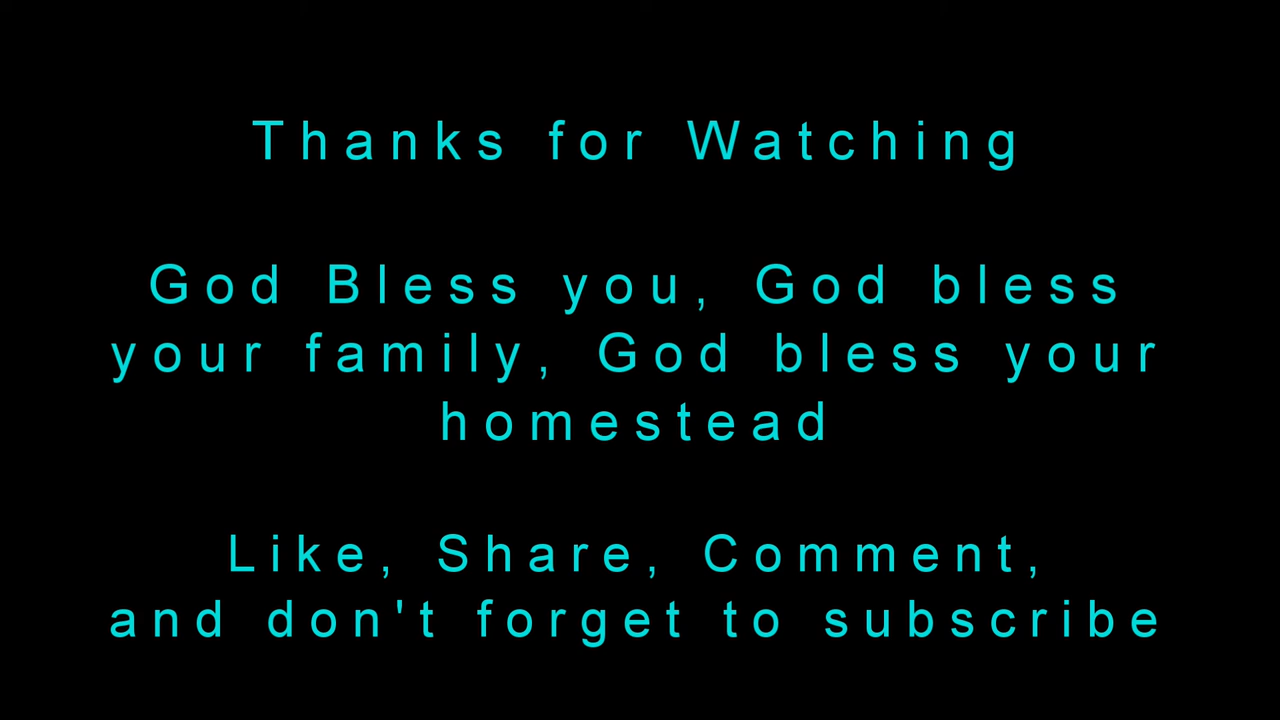 Thanks for Watching
God Bless you, God bless
your family, God bless your
homestead
Like, Share, Comment,
and don't forget to subscribe